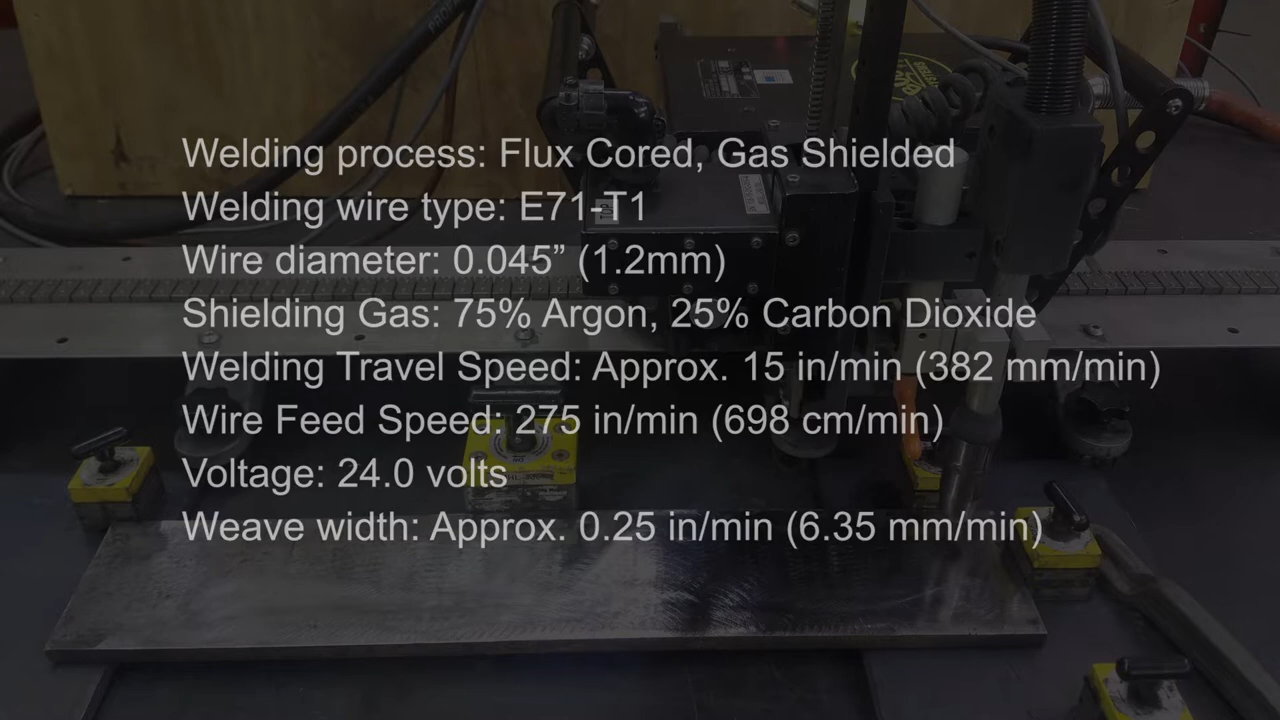 Welding process: Flux Cored, Gas Shielded
Welding wire type: E71-T1
Wire diameter: 0.045” (1.2mm)
Shielding Gas: 75% Argon, 25% Carbon Dioxide
Welding Travel Speed: Approx. 15 in/min (382 mm/min)
Wire Feed Speed: 275 in/min (698 cm/min)
Voltage: 24.0 volts
Weave width: Approx. 0.25 in/min (6.35 mm/min)
TOP